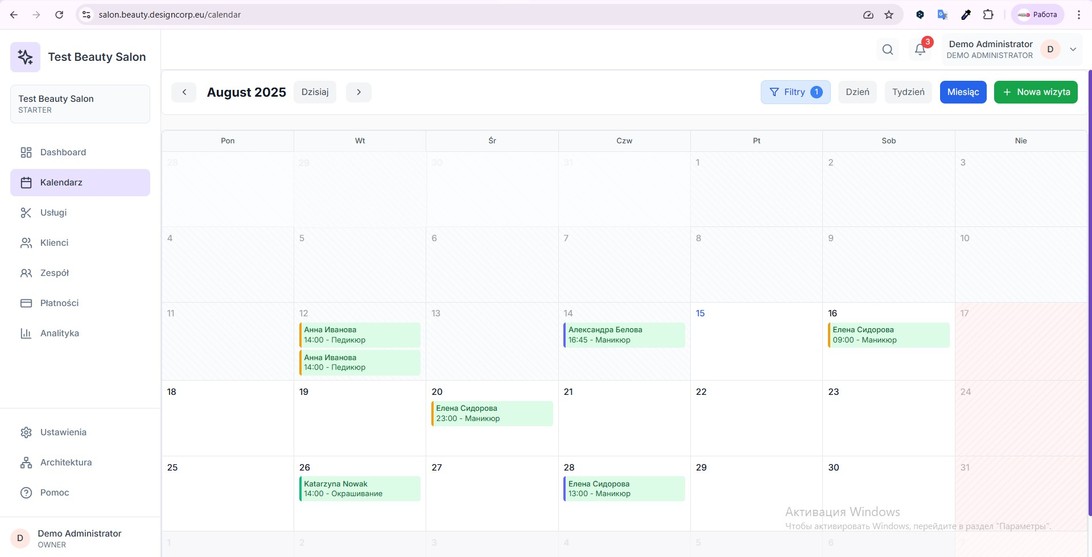 salon.beauty.designcorp.eu/calendar
Работа
Test Beauty Salon
3
Demo Administrator
DEMO ADMINISTRATOR
D
Test Beauty Salon
STARTER
August 2025
Dzisiaj
Filtry 1
Dzień
Tydzień
Miesiąc
Nowa wizyta
Dashboard
Kalendarz
Usługi
Klienci
Zespół
Płatności
Analityka
Ustawienia
Architektura
Pomoc
D
Demo Administrator
OWNER
Pon Wt Śr Czw Pt Sob Nie
28 29 30 31 1 2 3
4 5 6 7 8 9 10
11 12 13 14 15 16 17
Анна Иванова
14:00 - Педикюр
Анна Иванова
14:00 - Педикюр
Александра Белова
16:45 - Маникюр
Елена Сидорова
09:00 - Маникюр
18 19 20 21 22 23 24
Елена Сидорова
23:00 - Маникюр
25 26 27 28 29 30 31
Katarzyna Nowak
14:00 - Окрашивание
Елена Сидорова
13:00 - Маникюр
1 2 3 4 5 6 7
Активация Windows
Чтобы активировать Windows, перейдите в раздел "Параметры".